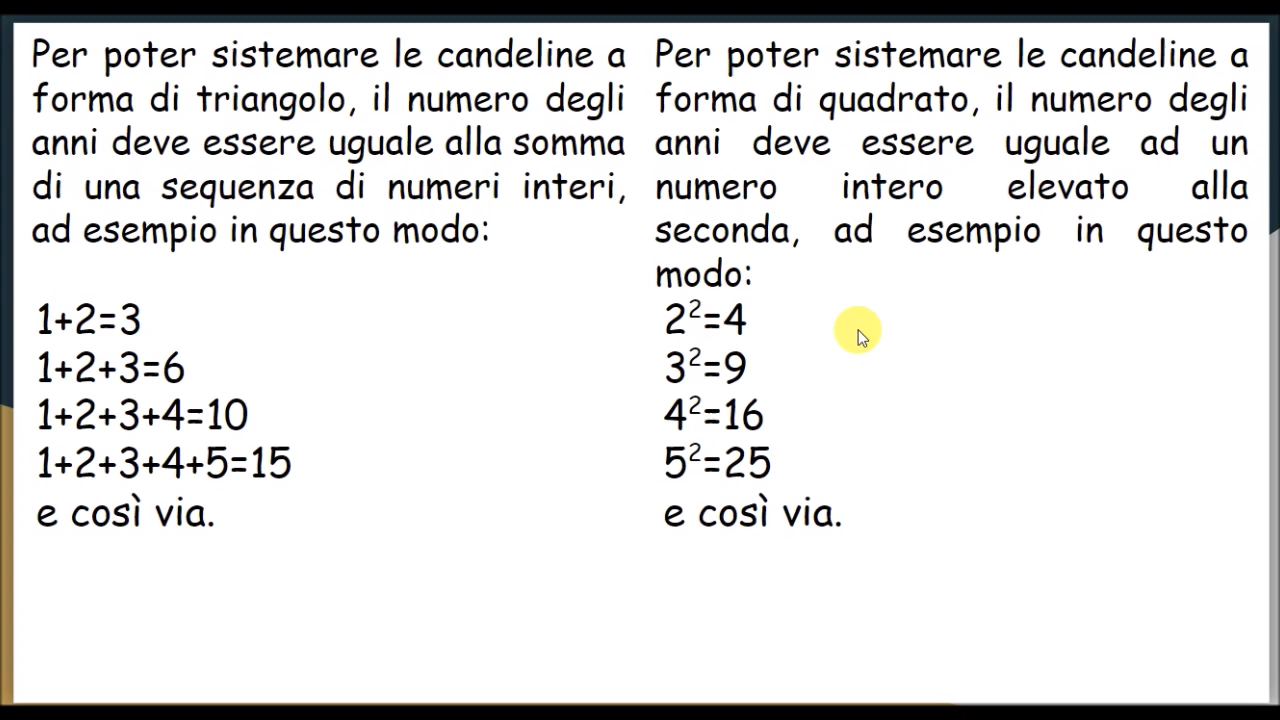 Per poter sistemare le candeline a
forma di triangolo, il numero degli
anni deve essere uguale alla somma
di una sequenza di numeri interi,
ad esempio in questo modo:
1+2=3
1+2+3=6
1+2+3+4=10
1+2+3+4+5=15
e così via.
Per poter sistemare le candeline a
forma di quadrato, il numero degli
anni deve essere uguale ad un
numero intero elevato alla
seconda, ad esempio in questo
modo:
2²=4
3²=9
4²=16
5²=25
e così via.